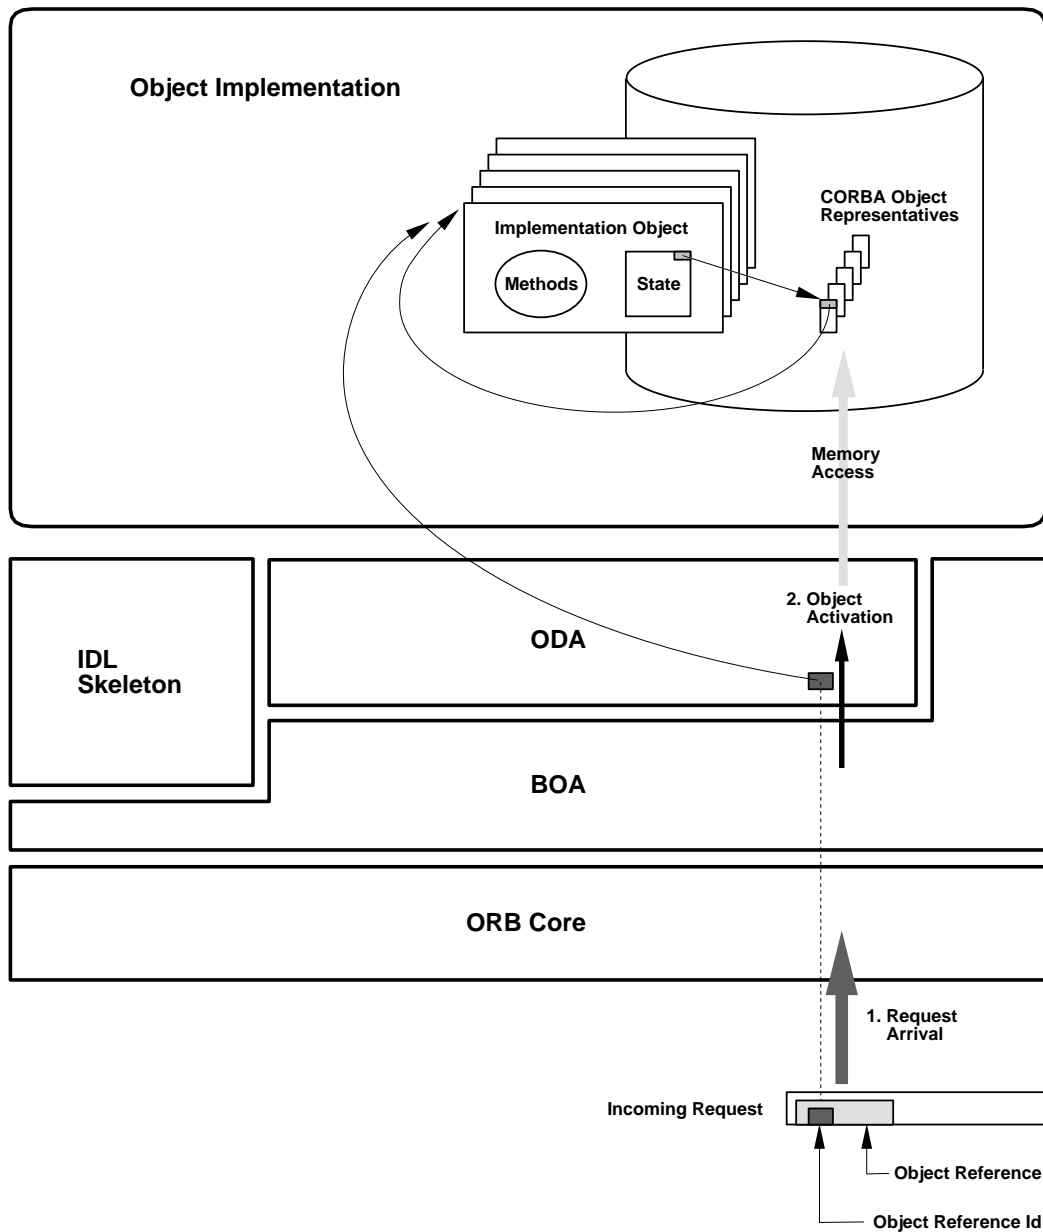 Object Implementation
CORBA Object
Representatives
Implementation Object
Methods
State
Memory
Access
2. Object
Activation
ODA
IDL
Skeleton
BOA
ORB Core
1. Request
Arrival
Incoming Request
Object Reference
Object Reference Id